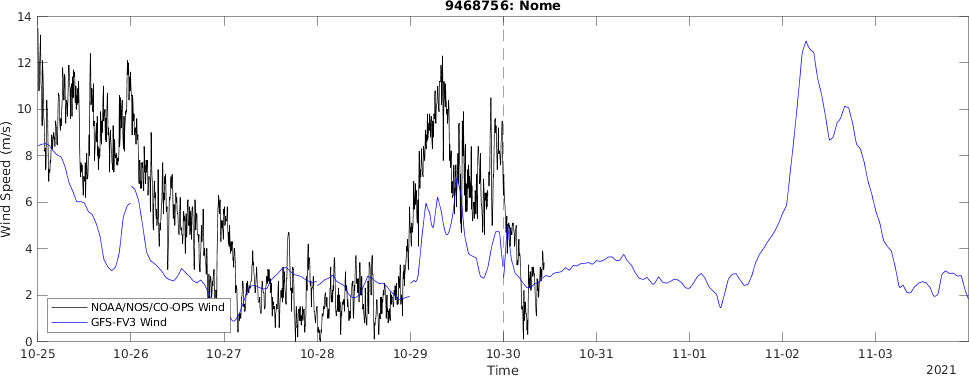 9468756: Nome
14
12
10
8
6
4
2
0
Wind Speed (m/s)
NOAA/NOS/CO-OPS Wind
GFS-FV3 Wind
10-25 10-26 10-27 10-28 10-29 10-30 10-31 11-01 11-02 11-03
Time
2021